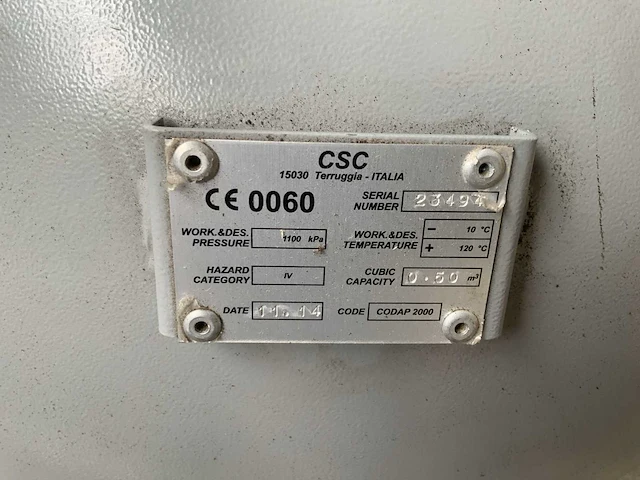 CSC
15030 Terruggia - ITALIA
CE 0060
SERIAL NUMBER 23494
WORK.&DES. PRESSURE 1100 kPa
WORK.&DES. TEMPERATURE - 10 °C
+ 120 °C
HAZARD CATEGORY IV
CUBIC CAPACITY 0.50 m³
DATE 11.14
CODE CODAP 2000